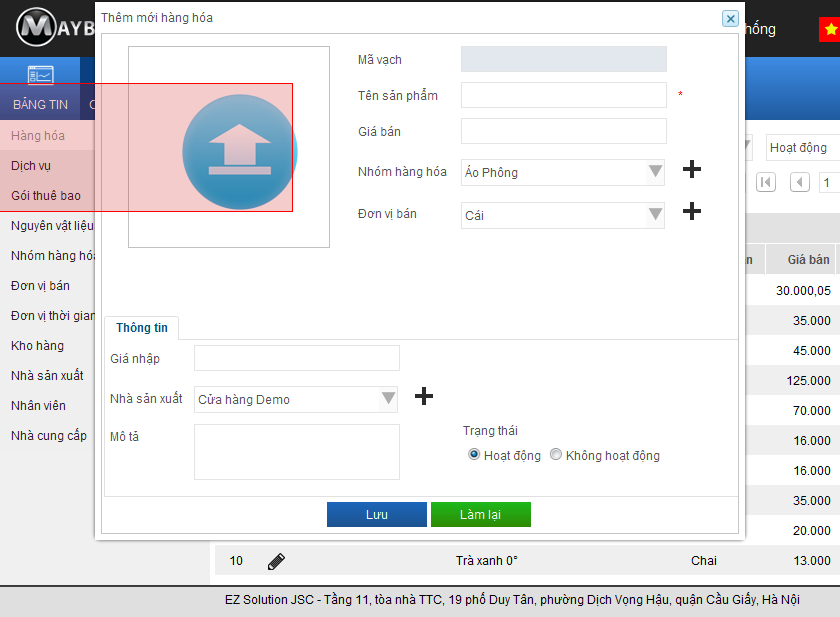 MAYB
Thêm mới hàng hóa
hống
BẢNG TIN
Hàng hóa
Dịch vụ
Gói thuê bao
Nguyên vật liệu
Nhóm hàng hóa
Đơn vị bán
Đơn vị thời gian
Kho hàng
Nhà sản xuất
Nhân viên
Nhà cung cấp
Mã vạch
Tên sản phẩm *
Giá bán
Nhóm hàng hóa Áo Phông
Đơn vị bán Cái
Thông tin
Giá nhập
Nhà sản xuất Cửa hàng Demo
Mô tả
Trạng thái
Hoạt động Không hoạt động
Lưu Làm lại
Hoạt động
1
n Giá bán
30.000,05
35.000
45.000
125.000
70.000
16.000
16.000
35.000
20.000
10 Trà xanh 0° Chai 13.000
EZ Solution JSC - Tầng 11, tòa nhà TTC, 19 phố Duy Tân, phường Dịch Vọng Hậu, quận Cầu Giấy, Hà Nội